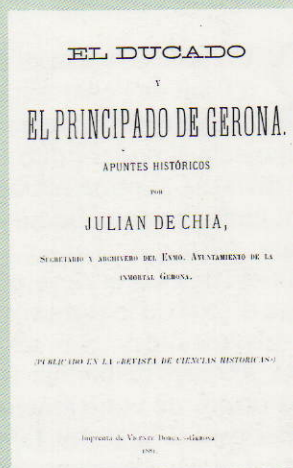 EL DUCADO
Y
EL PRINCIPADO DE GERONA.
APUNTES HISTÓRICOS
POR
JULIAN DE CHIA,
SECRETARIO Y ARCHIVERO DEL EXMO. AYUNTAMIENTO DE LA
INMORTAL GERONA.
(PUBLICADO EN LA «REVISTA DE CIENCIAS HISTORICAS»)
Imprenta de Vicente Dorca.-Gerona